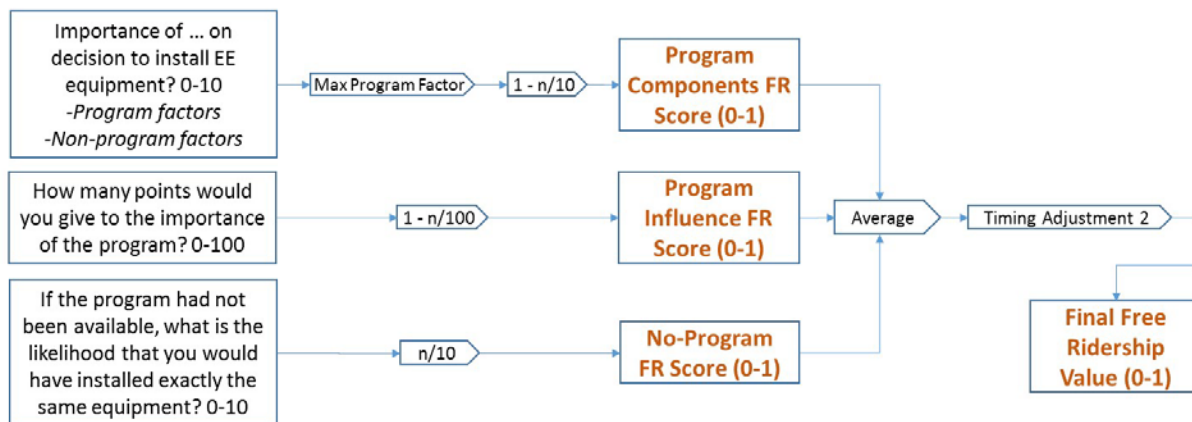 Importance of ... on
decision to install EE
equipment? 0-10
-Program factors
-Non-program factors
Max Program Factor
1 - n/10
Program
Components FR
Score (0-1)
How many points would
you give to the importance
of the program? 0-100
1 - n/100
Program
Influence FR
Score (0-1)
Average
Timing Adjustment 2
If the program had not
been available, what is the
likelihood that you would
have installed exactly the
same equipment? 0-10
n/10
No-Program
FR Score (0-1)
Final Free
Ridership
Value (0-1)